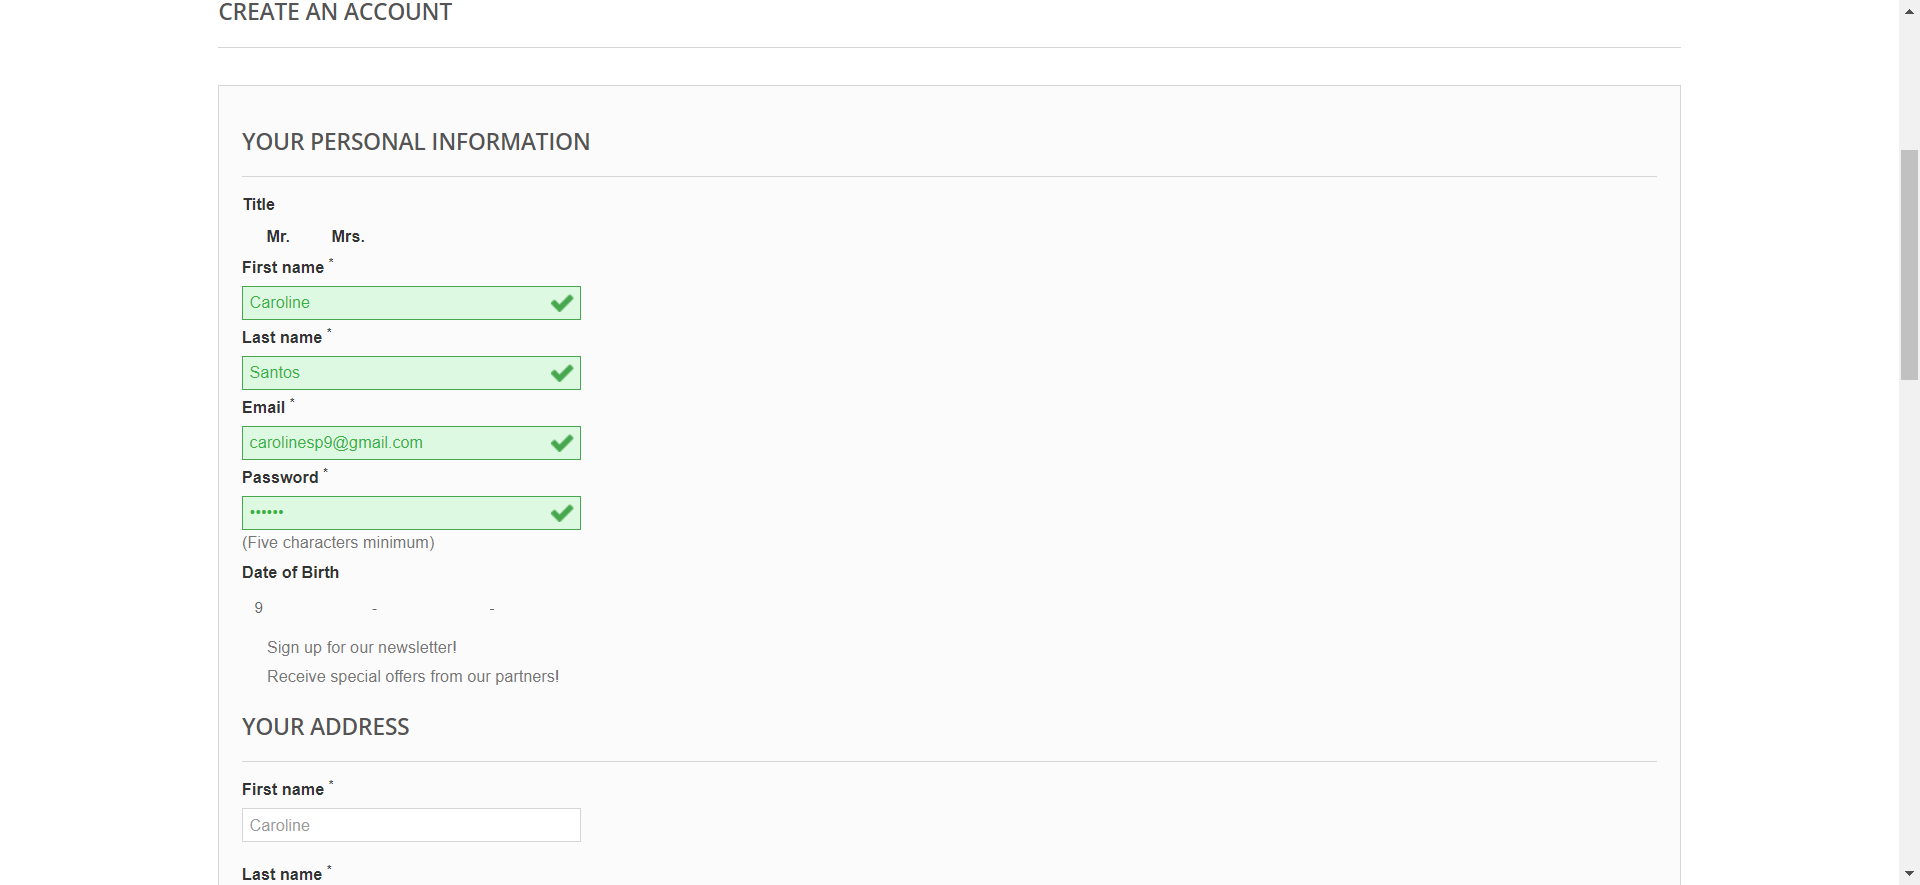 CREATE AN ACCOUNT
YOUR PERSONAL INFORMATION
Title
Mr. Mrs.
First name *
Caroline
Last name *
Santos
Email *
carolinesp9@gmail.com
Password *
••••••
(Five characters minimum)
Date of Birth
9 - -
Sign up for our newsletter!
Receive special offers from our partners!
YOUR ADDRESS
First name *
Caroline
Last name *